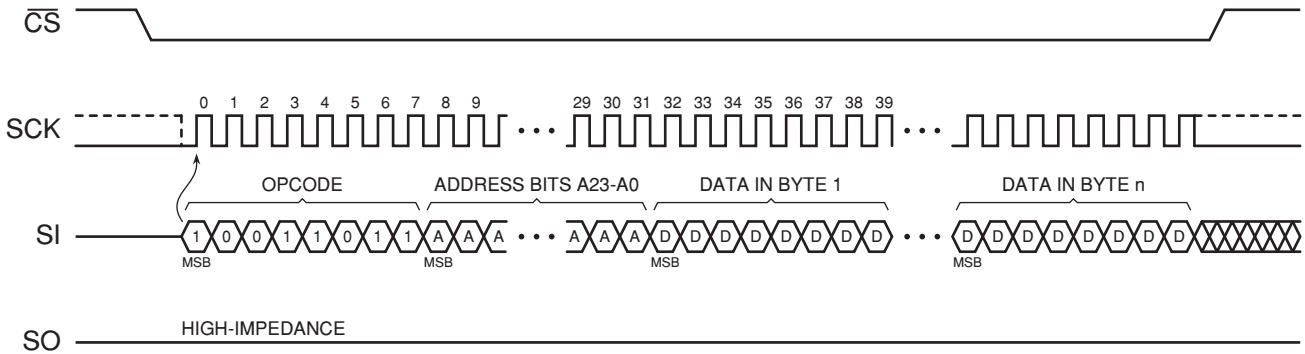 CS
0 1 2 3 4 5 6 7 8 9 29 30 31 32 33 34 35 36 37 38 39
SCK
OPCODE ADDRESS BITS A23-A0 DATA IN BYTE 1 DATA IN BYTE n
SI 1 0 0 1 1 0 1 1 A A A A A A D D D D D D D D D D D D D D D D
MSB MSB MSB MSB
HIGH-IMPEDANCE
SO